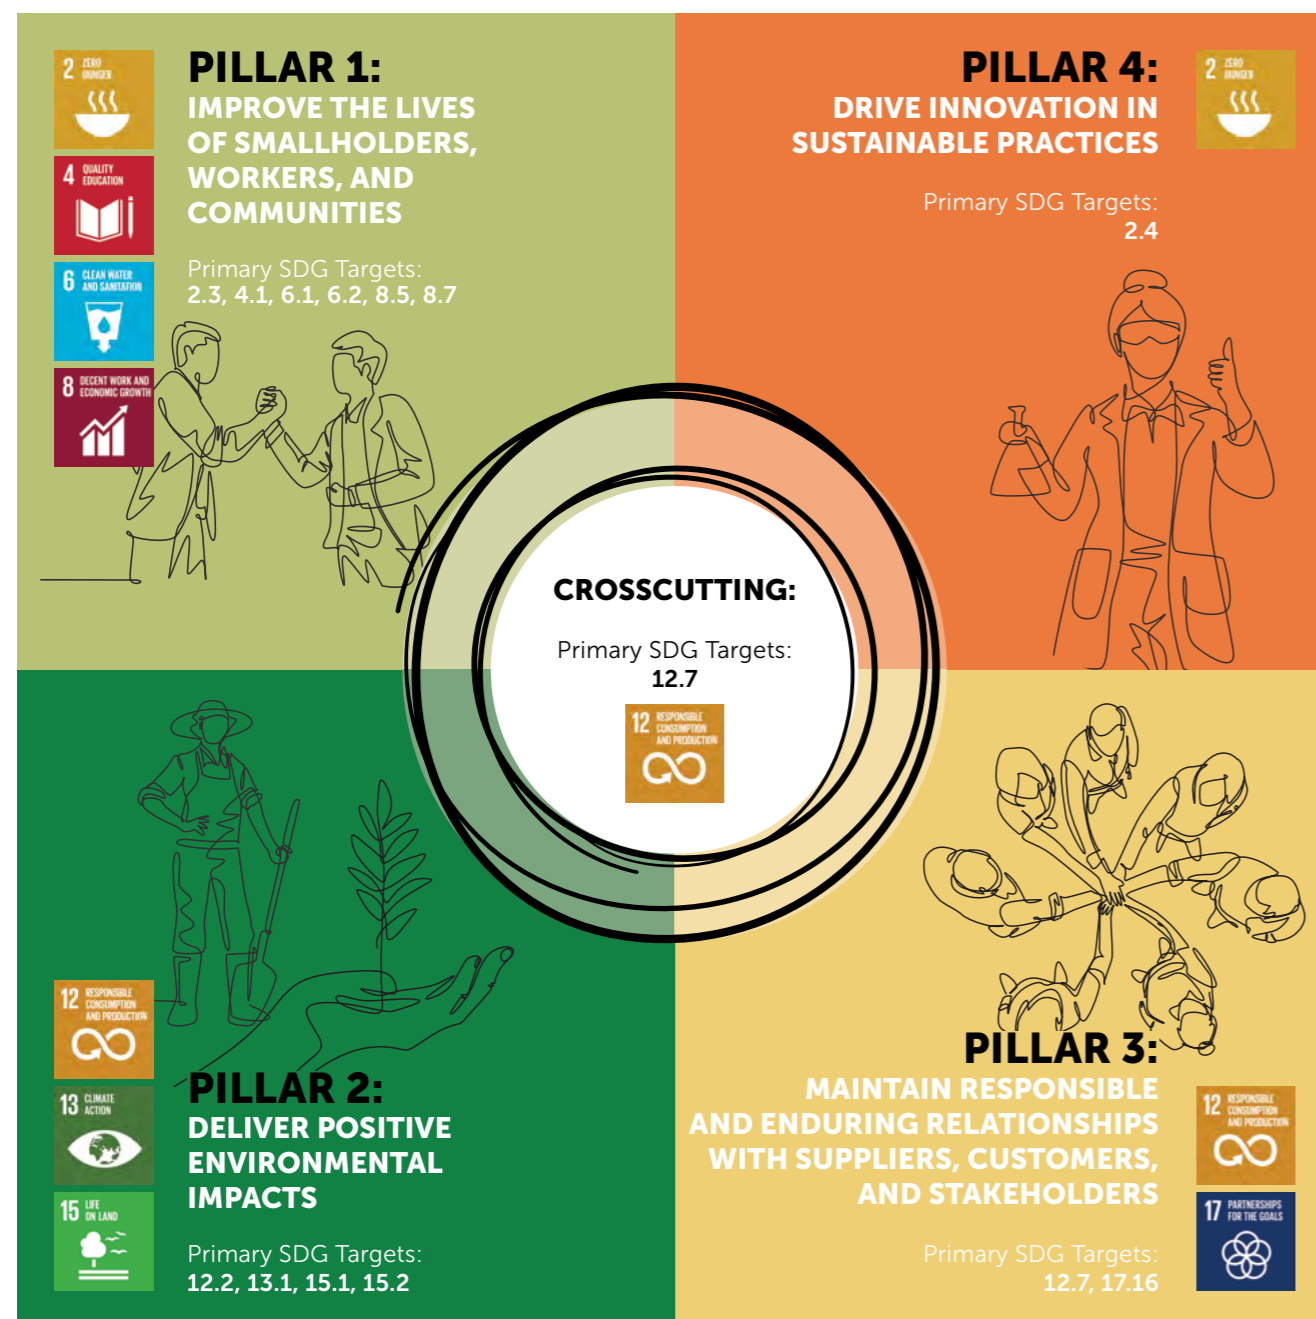 2 ZERO
HUNGER
4 QUALITY
EDUCATION
6 CLEAN WATER
AND SANITATION
8 DECENT WORK AND
ECONOMIC GROWTH
PILLAR 1:
IMPROVE THE LIVES
OF SMALLHOLDERS,
WORKERS, AND
COMMUNITIES
Primary SDG Targets:
2.3, 4.1, 6.1, 6.2, 8.5, 8.7
PILLAR 4:
DRIVE INNOVATION IN
SUSTAINABLE PRACTICES
Primary SDG Targets:
2.4
2 ZERO
HUNGER
CROSSCUTTING:
Primary SDG Targets:
12.7
12 RESPONSIBLE
CONSUMPTION
AND PRODUCTION
12 RESPONSIBLE
CONSUMPTION
AND PRODUCTION
13 CLIMATE
ACTION
15 LIFE
ON LAND
PILLAR 2:
DELIVER POSITIVE
ENVIRONMENTAL
IMPACTS
Primary SDG Targets:
12.2, 13.1, 15.1, 15.2
PILLAR 3:
MAINTAIN RESPONSIBLE
AND ENDURING RELATIONSHIPS
WITH SUPPLIERS, CUSTOMERS,
AND STAKEHOLDERS
Primary SDG Targets:
12.7, 17.16
12 RESPONSIBLE
CONSUMPTION
AND PRODUCTION
17 PARTNERSHIPS
FOR THE GOALS